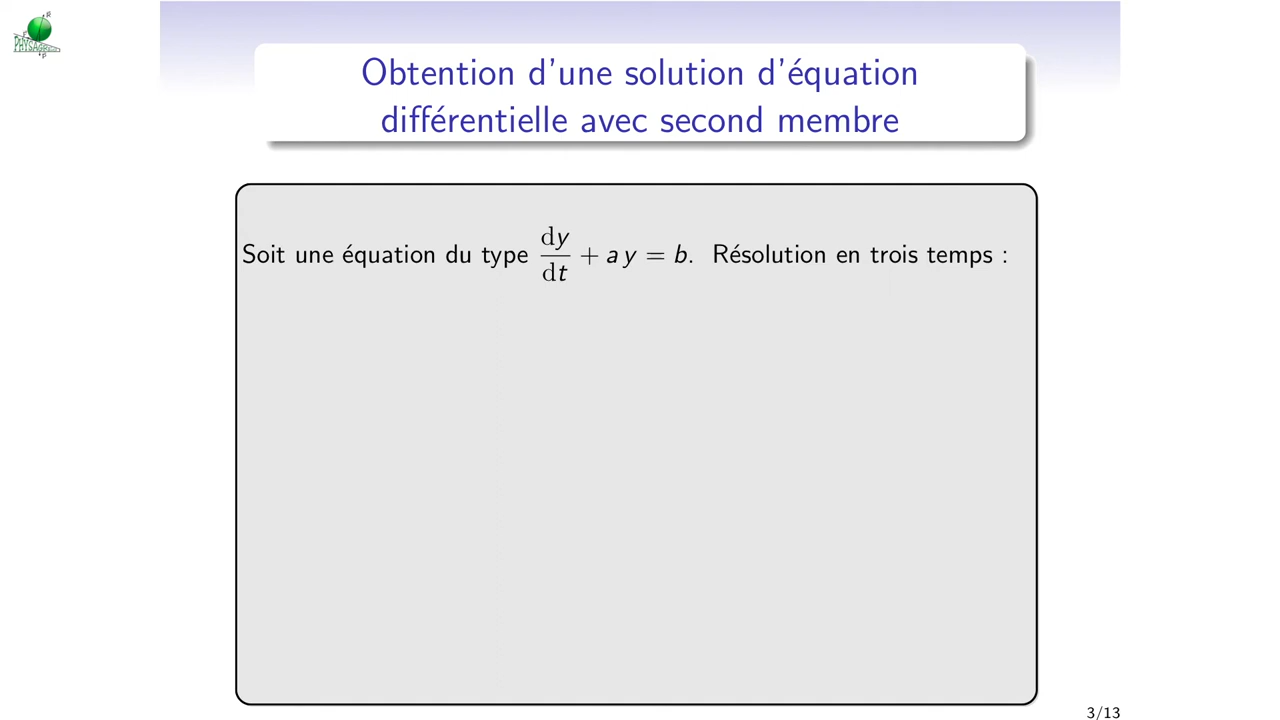 Obtention d'une solution d'équation
différentielle avec second membre
Soit une équation du type dy/dt + a y = b. Résolution en trois temps :
3/13